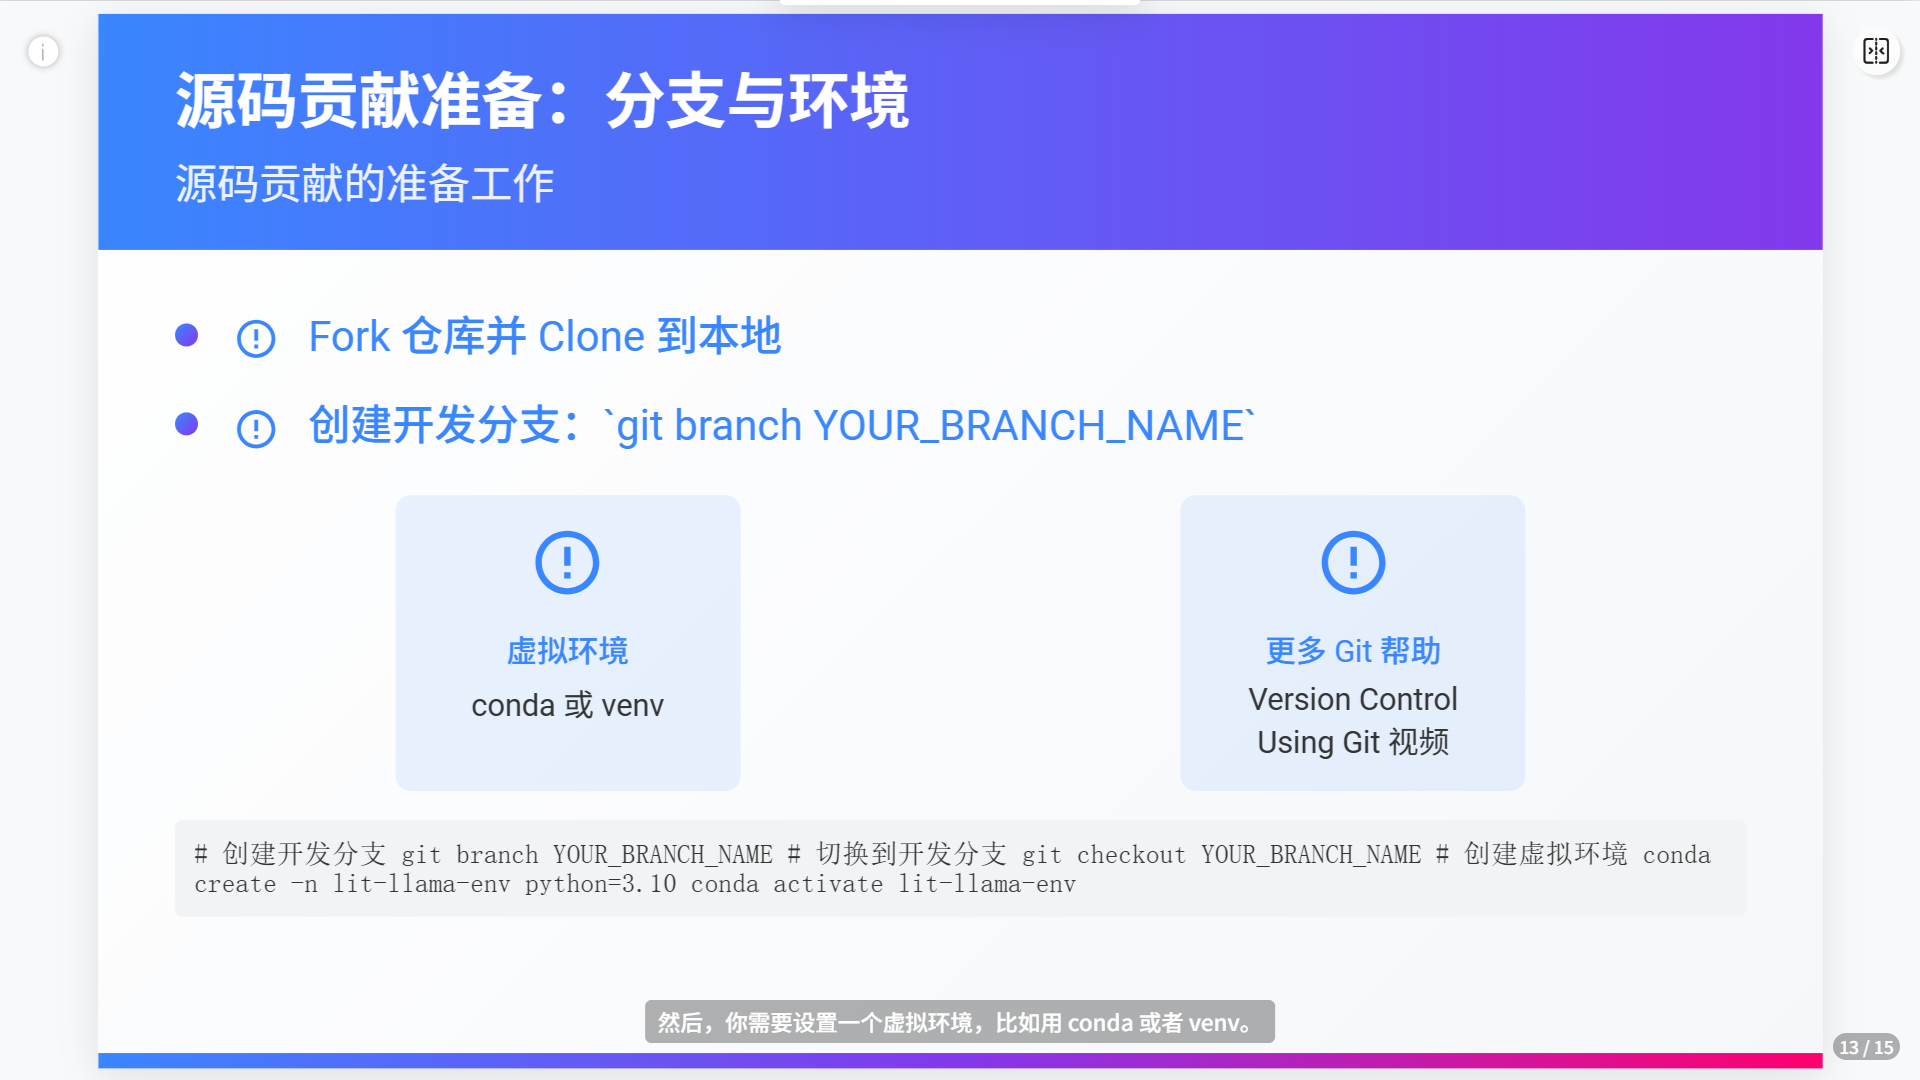 源码贡献准备：分支与环境
源码贡献的准备工作
Fork 仓库并 Clone 到本地
创建开发分支：`git branch YOUR_BRANCH_NAME`
虚拟环境
conda 或 venv
更多 Git 帮助
Version Control
Using Git 视频
# 创建开发分支 git branch YOUR_BRANCH_NAME # 切换到开发分支 git checkout YOUR_BRANCH_NAME # 创建虚拟环境 conda
create -n lit-llama-env python=3.10 conda activate lit-llama-env
然后，你需要设置一个虚拟环境，比如用 conda 或者 venv。
13 / 15